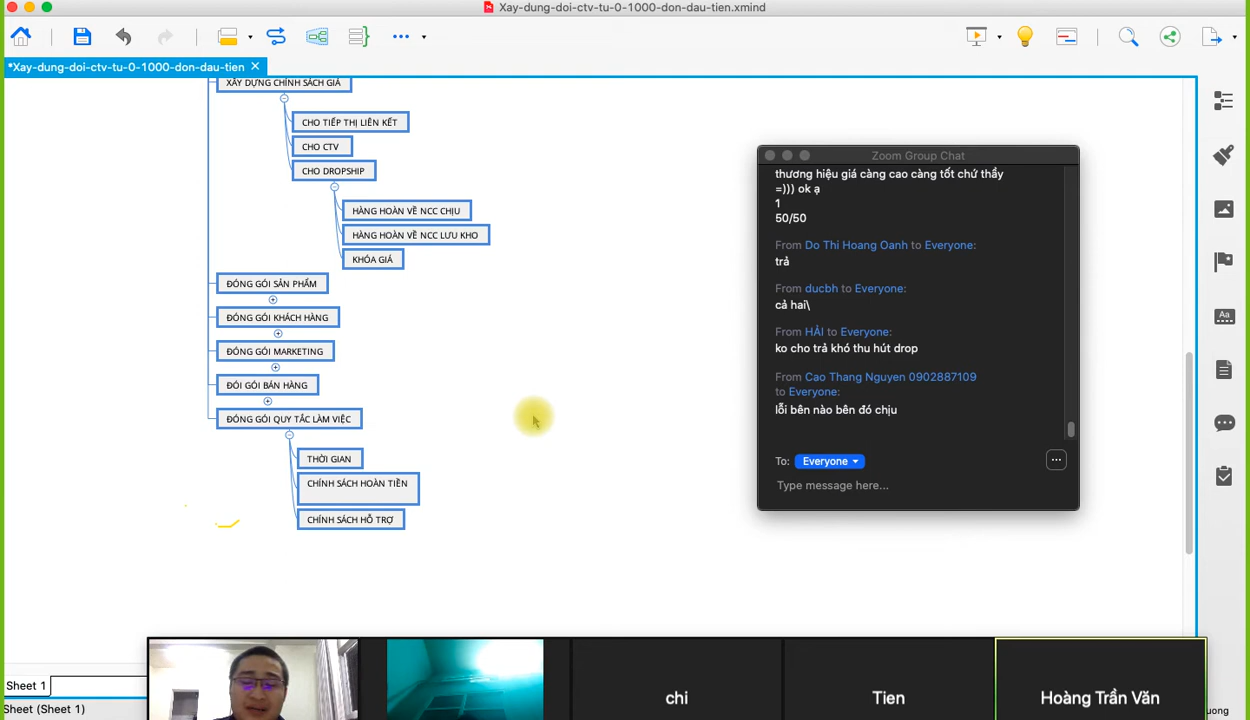 Xay-dung-doi-ctv-tu-0-1000-don-dau-tien.xmind
*Xay-dung-doi-ctv-tu-0-1000-don-dau-tien
XÂY DỰNG CHÍNH SÁCH GIÁ
CHO TIẾP THỊ LIÊN KẾT
CHO CTV
CHO DROPSHIP
HÀNG HOÀN VỀ NCC CHỊU
HÀNG HOÀN VỀ NCC LƯU KHO
KHÓA GIÁ
ĐÓNG GÓI SẢN PHẨM
ĐÓNG GÓI KHÁCH HÀNG
ĐÓNG GÓI MARKETING
ĐÓI GÓI BÁN HÀNG
ĐÓNG GÓI QUY TẮC LÀM VIỆC
THỜI GIAN
CHÍNH SÁCH HOÀN TIỀN
CHÍNH SÁCH HỖ TRỢ
Zoom Group Chat
thương hiệu giá càng cao càng tốt chứ thầy
=))) ok ạ
1
50/50
From Do Thi Hoang Oanh to Everyone:
trả
From ducbh to Everyone:
cả hai\
From HẢI to Everyone:
ko cho trả khó thu hút drop
From Cao Thang Nguyen 0902887109
to Everyone:
lỗi bên nào bên đó chịu
To: Everyone
Type message here...
Aa
Sheet 1
Sheet (Sheet 1)
chi
Tien
Hoàng Trần Văn
uong